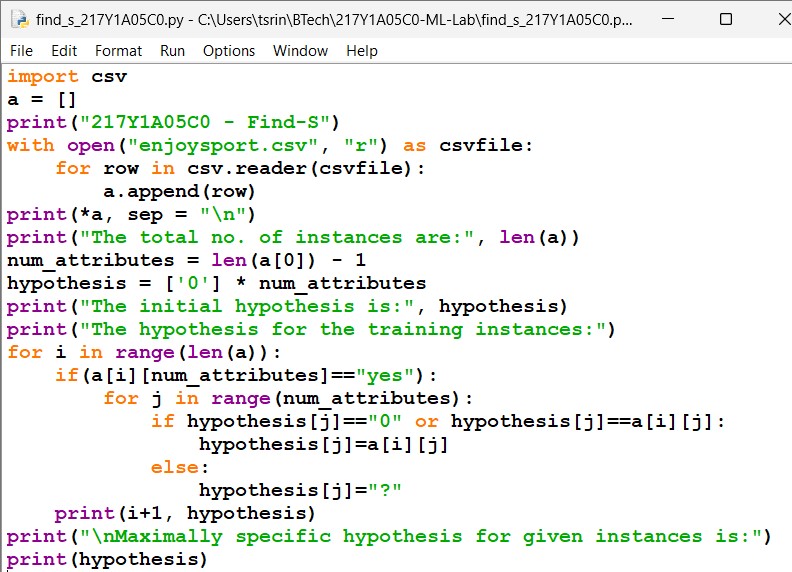 find_s_217Y1A05C0.py - C:\Users\tsrin\BTech\217Y1A05C0-ML-Lab\find_s_217Y1A05C0.p...
File Edit Format Run Options Window Help
import csv
a = []
print("217Y1A05C0 - Find-S")
with open("enjoysport.csv", "r") as csvfile:
    for row in csv.reader(csvfile):
        a.append(row)
print(*a, sep = "\n")
print("The total no. of instances are:", len(a))
num_attributes = len(a[0]) - 1
hypothesis = ['0'] * num_attributes
print("The initial hypothesis is:", hypothesis)
print("The hypothesis for the training instances:")
for i in range(len(a)):
    if(a[i][num_attributes]=="yes"):
        for j in range(num_attributes):
            if hypothesis[j]=="0" or hypothesis[j]==a[i][j]:
                hypothesis[j]=a[i][j]
            else:
                hypothesis[j]="?"
    print(i+1, hypothesis)
print("\nMaximally specific hypothesis for given instances is:")
print(hypothesis)